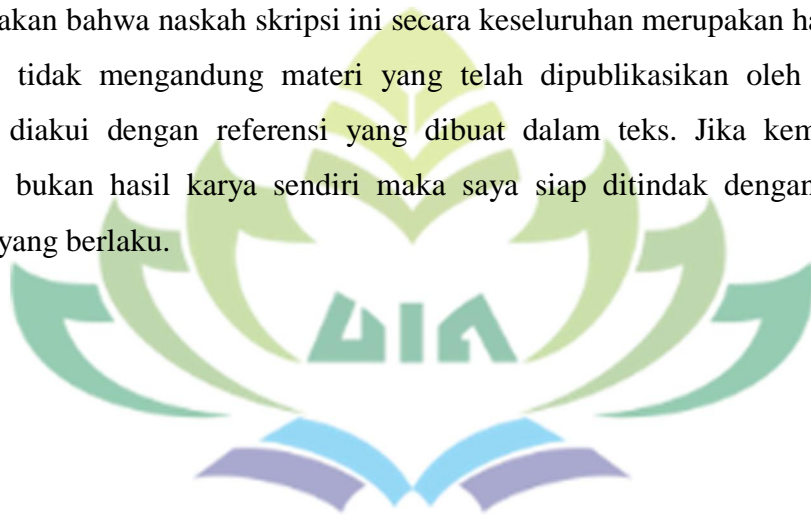 akan bahwa naskah skripsi ini secara keseluruhan merupakan ha
tidak mengandung materi yang telah dipublikasikan oleh
diakui dengan referensi yang dibuat dalam teks. Jika kem
bukan hasil karya sendiri maka saya siap ditindak dengan
yang berlaku.
UIN